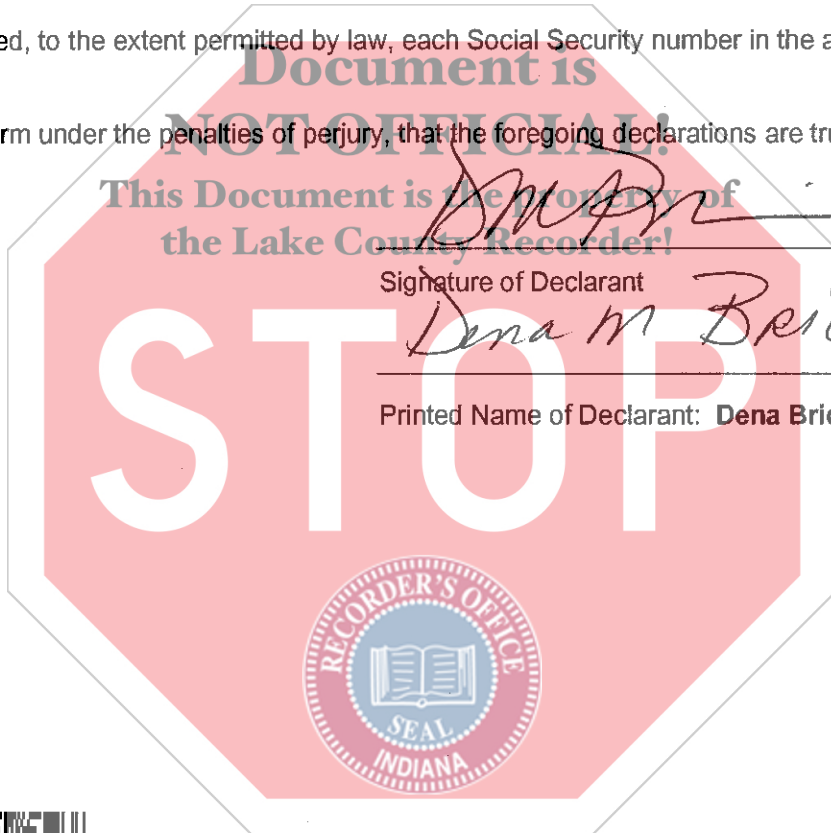 ed, to the extent permitted by law, each Social Security number in the a
Document is
NOT OFFICIAL!
rm under the penalties of perjury, that the foregoing declarations are tru
This Document is the property of
the Lake County Recorder!
Signature of Declarant
Dena M Bri
Printed Name of Declarant: Dena Brie
STOP
RECORDER'S OFFICE
SEAL
INDIANA